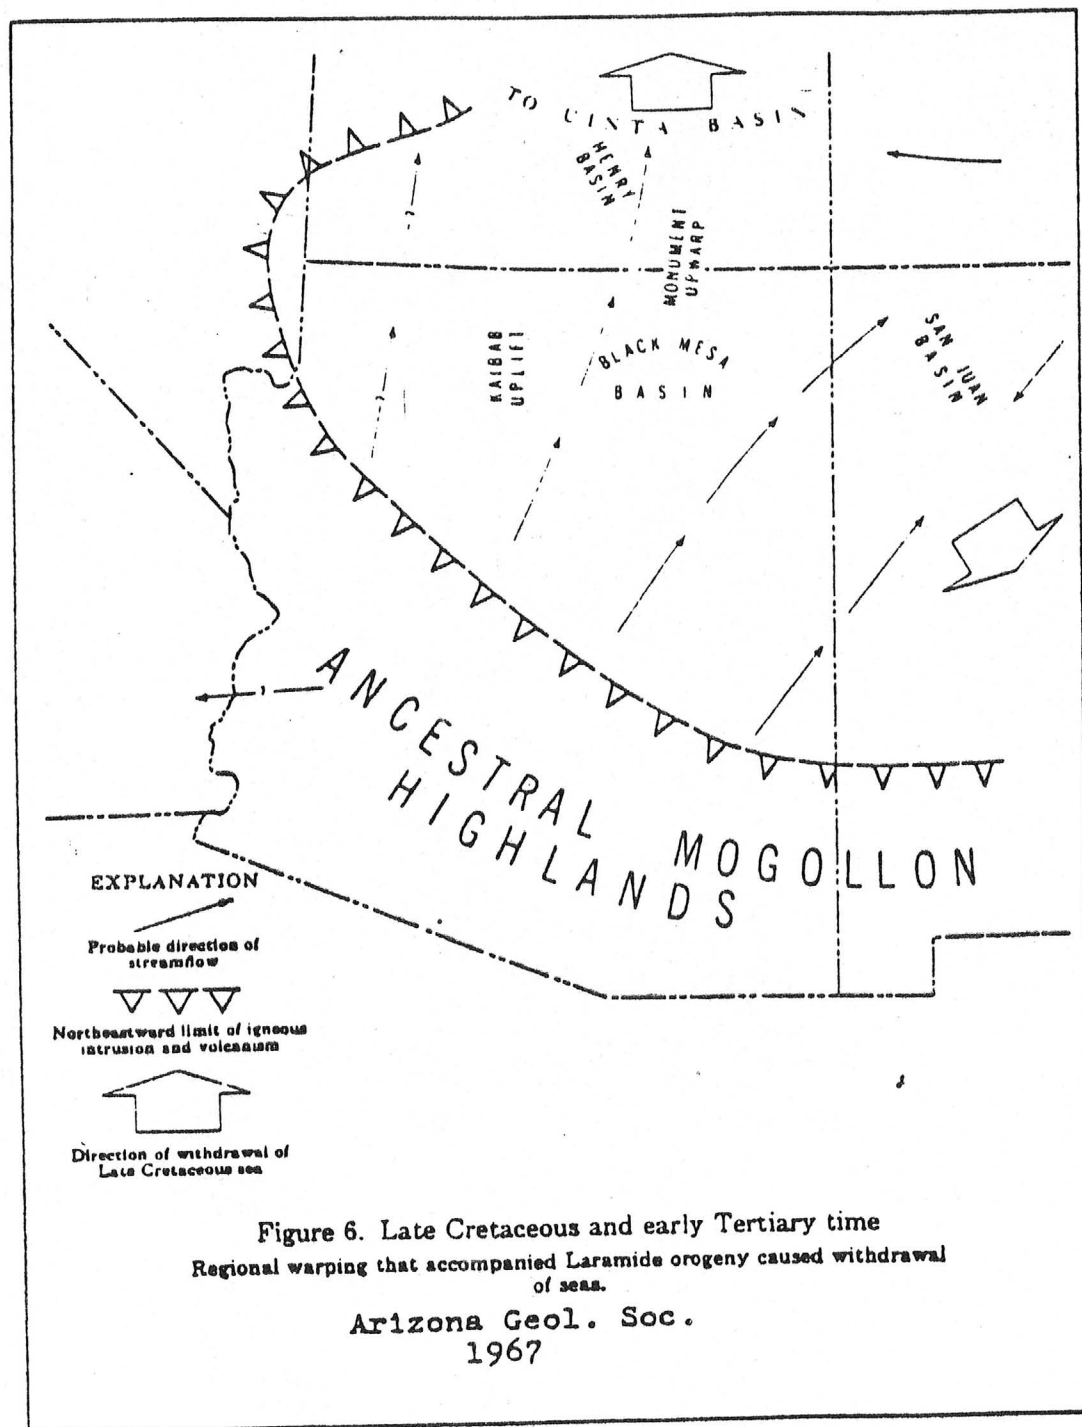 TO UINTA BASIN
HENRY
BASIN
MONUMENT
UPWARP
KAIBAB
UPLIFT
BLACK MESA
BASIN
SAN JUAN
BASIN
?
?
?
ANCESTRAL MOGOLLON
HIGHLANDS
EXPLANATION
Probable direction of
streamflow
Northeastward limit of igneous
intrusion and volcanism
Direction of withdrawal of
Late Cretaceous sea
Figure 6. Late Cretaceous and early Tertiary time
Regional warping that accompanied Laramide orogeny caused withdrawal
of seas.
Arizona Geol. Soc.
1967